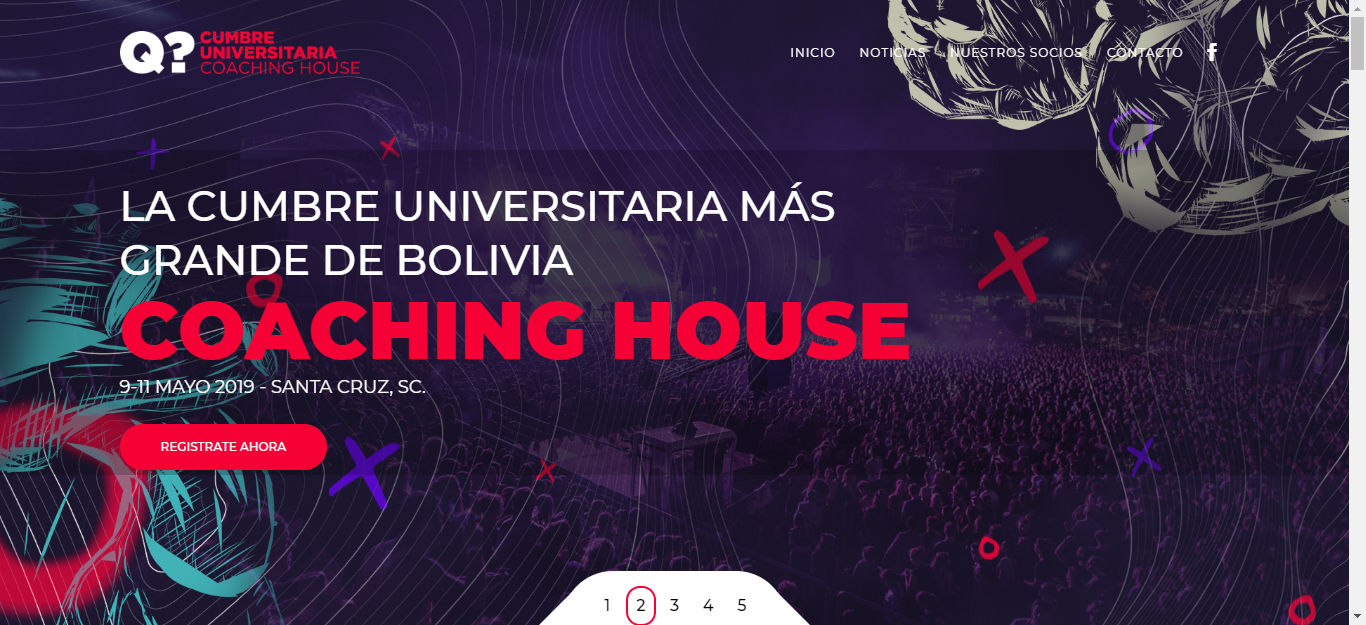 Q?
CUMBRE
UNIVERSITARIA
COACHING HOUSE
INICIO NOTICIAS NUESTROS SOCIOS CONTACTO f
LA CUMBRE UNIVERSITARIA MÁS
GRANDE DE BOLIVIA
COACHING HOUSE
9-11 MAYO 2019 - SANTA CRUZ, SC.
REGISTRATE AHORA
1 2 3 4 5